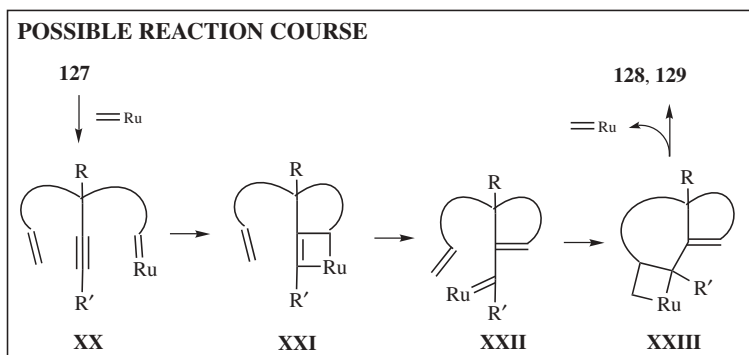 POSSIBLE REACTION COURSE
127
128, 129
Ru
Ru
R
R
R
R
Ru
Ru
Ru
Ru
R′
R′
R′
R′
XX
XXI
XXII
XXIII